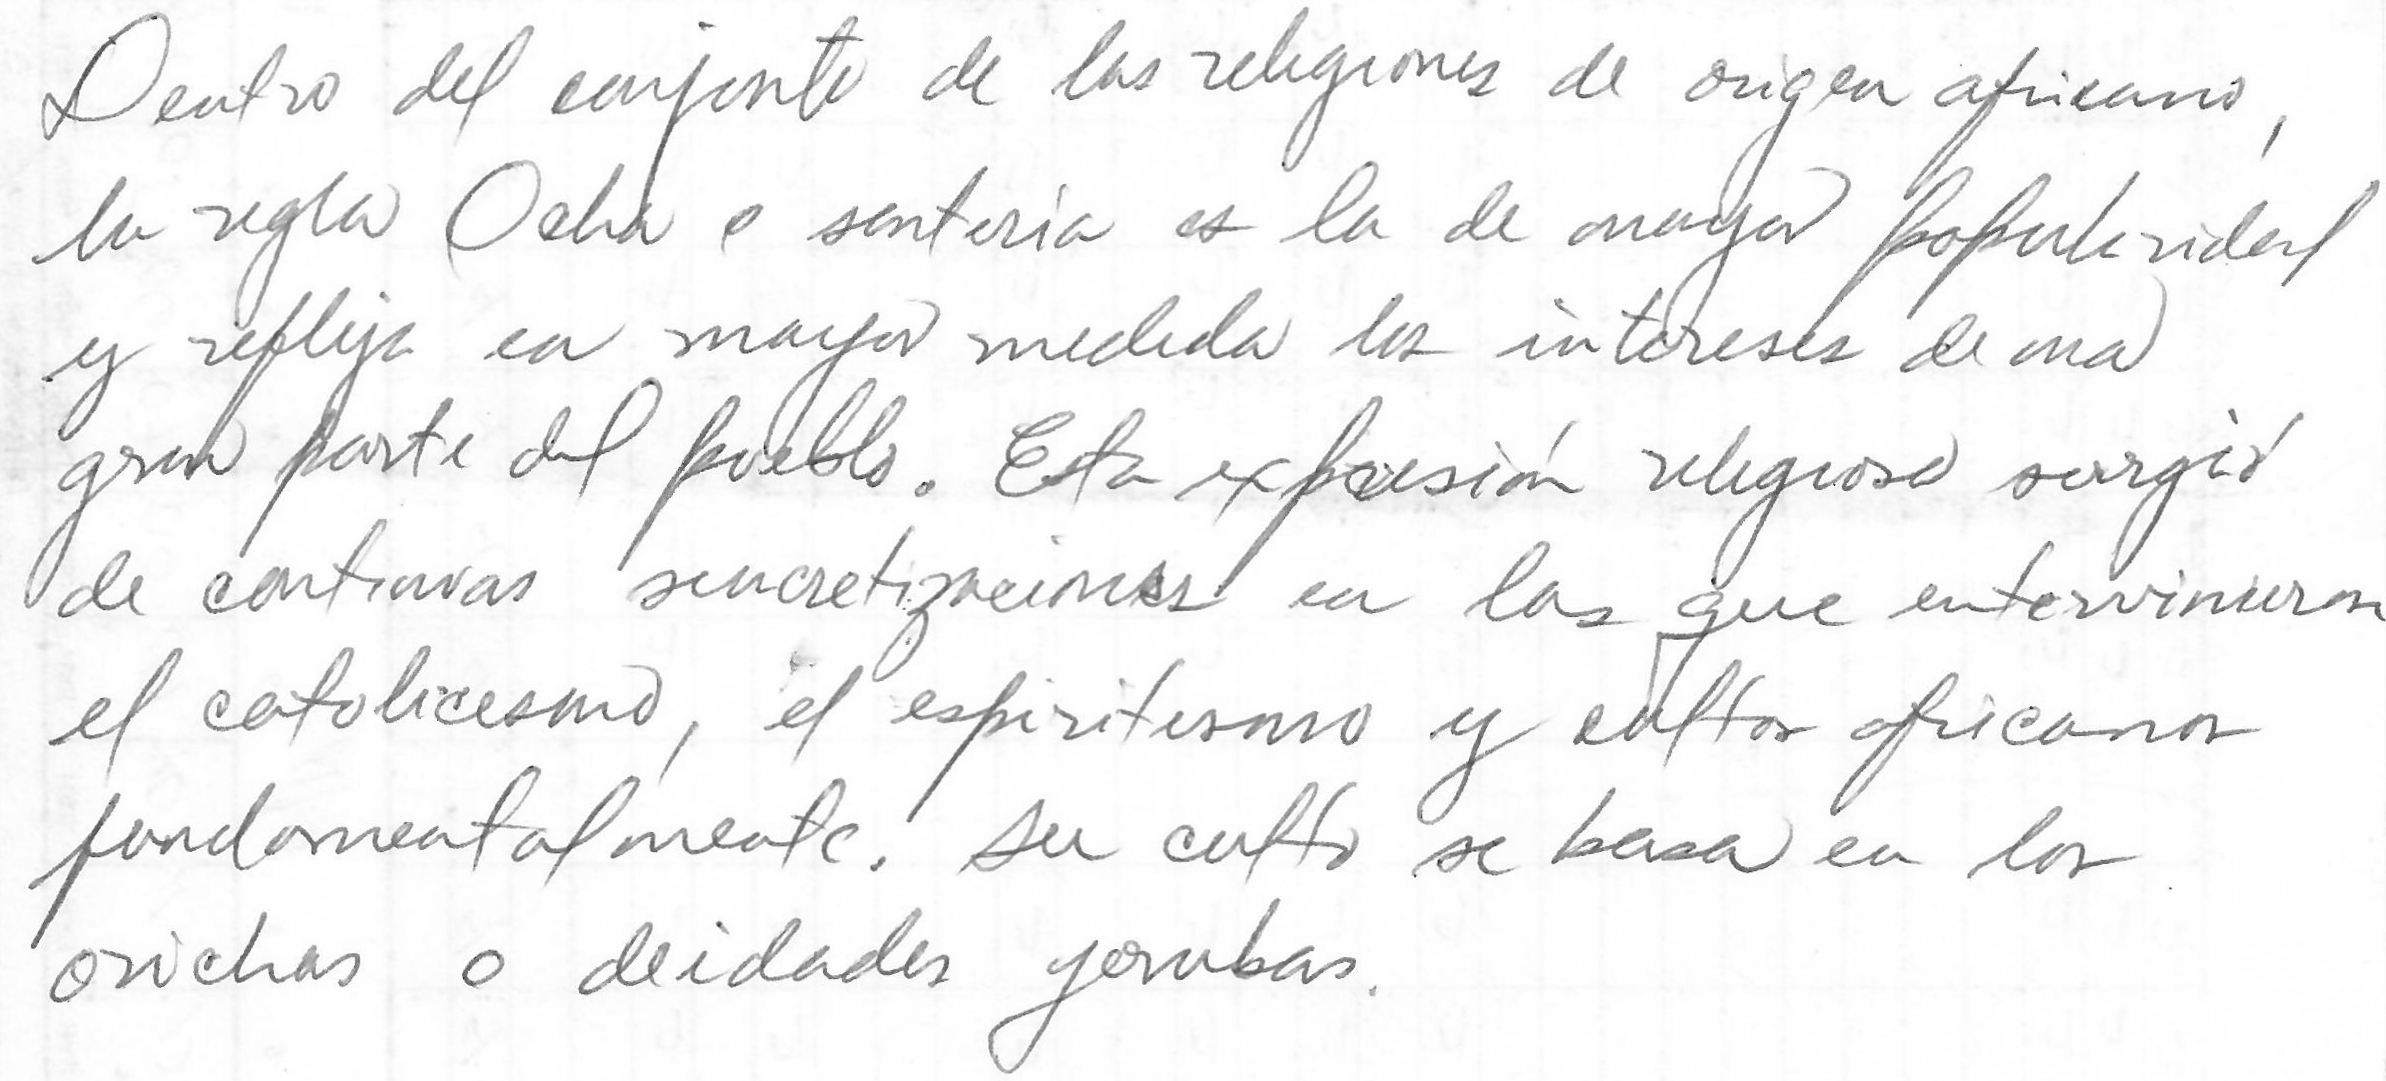 Dentro del conjunto de las religiones de origen africano,
la regla Ocha o santería es la de mayor popularidad
y refleja en mayor medida los intereses de una
gran parte del pueblo. Esta expresión religiosa surgió
de continuas sincretizaciones en las que intervinieron
el catolicismo, el espiritismo y cultos africanos
fundamentalmente. Su culto se basa en los
orichas o deidades yorubas.